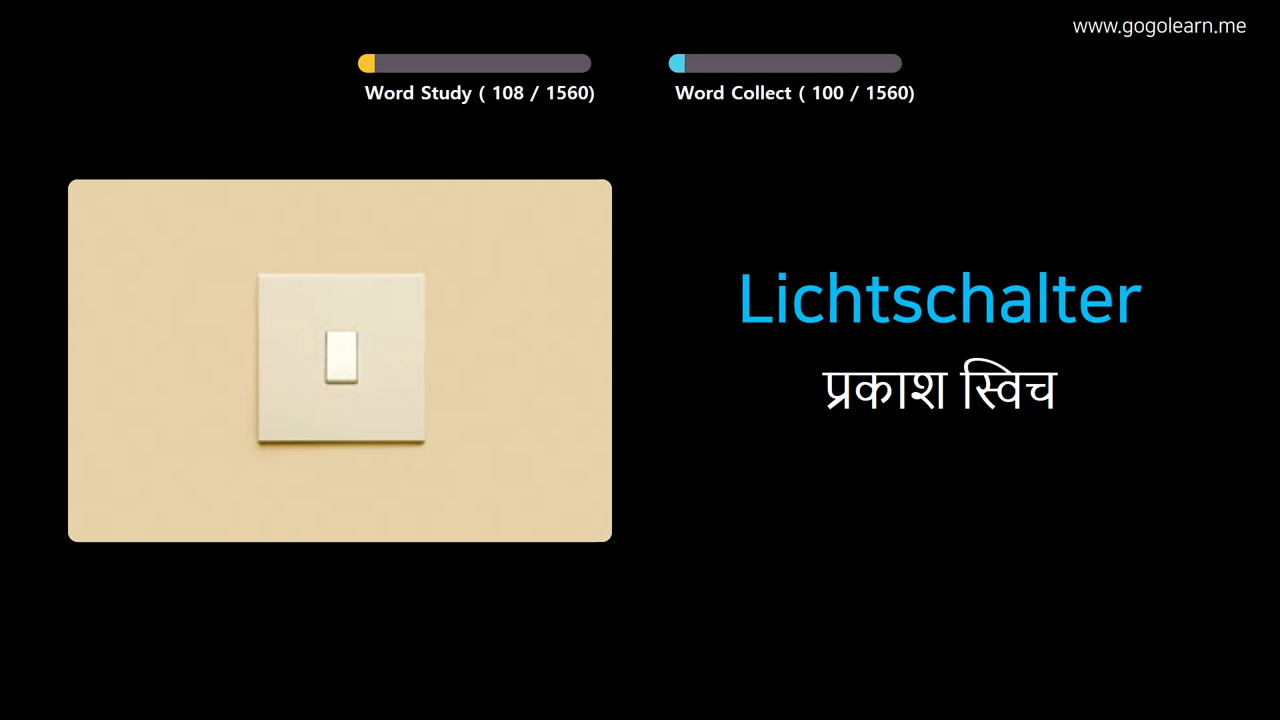 www.gogolearn.me
Word Study ( 108 / 1560)
Word Collect ( 100 / 1560)
Lichtschalter
प्रकाश स्विच